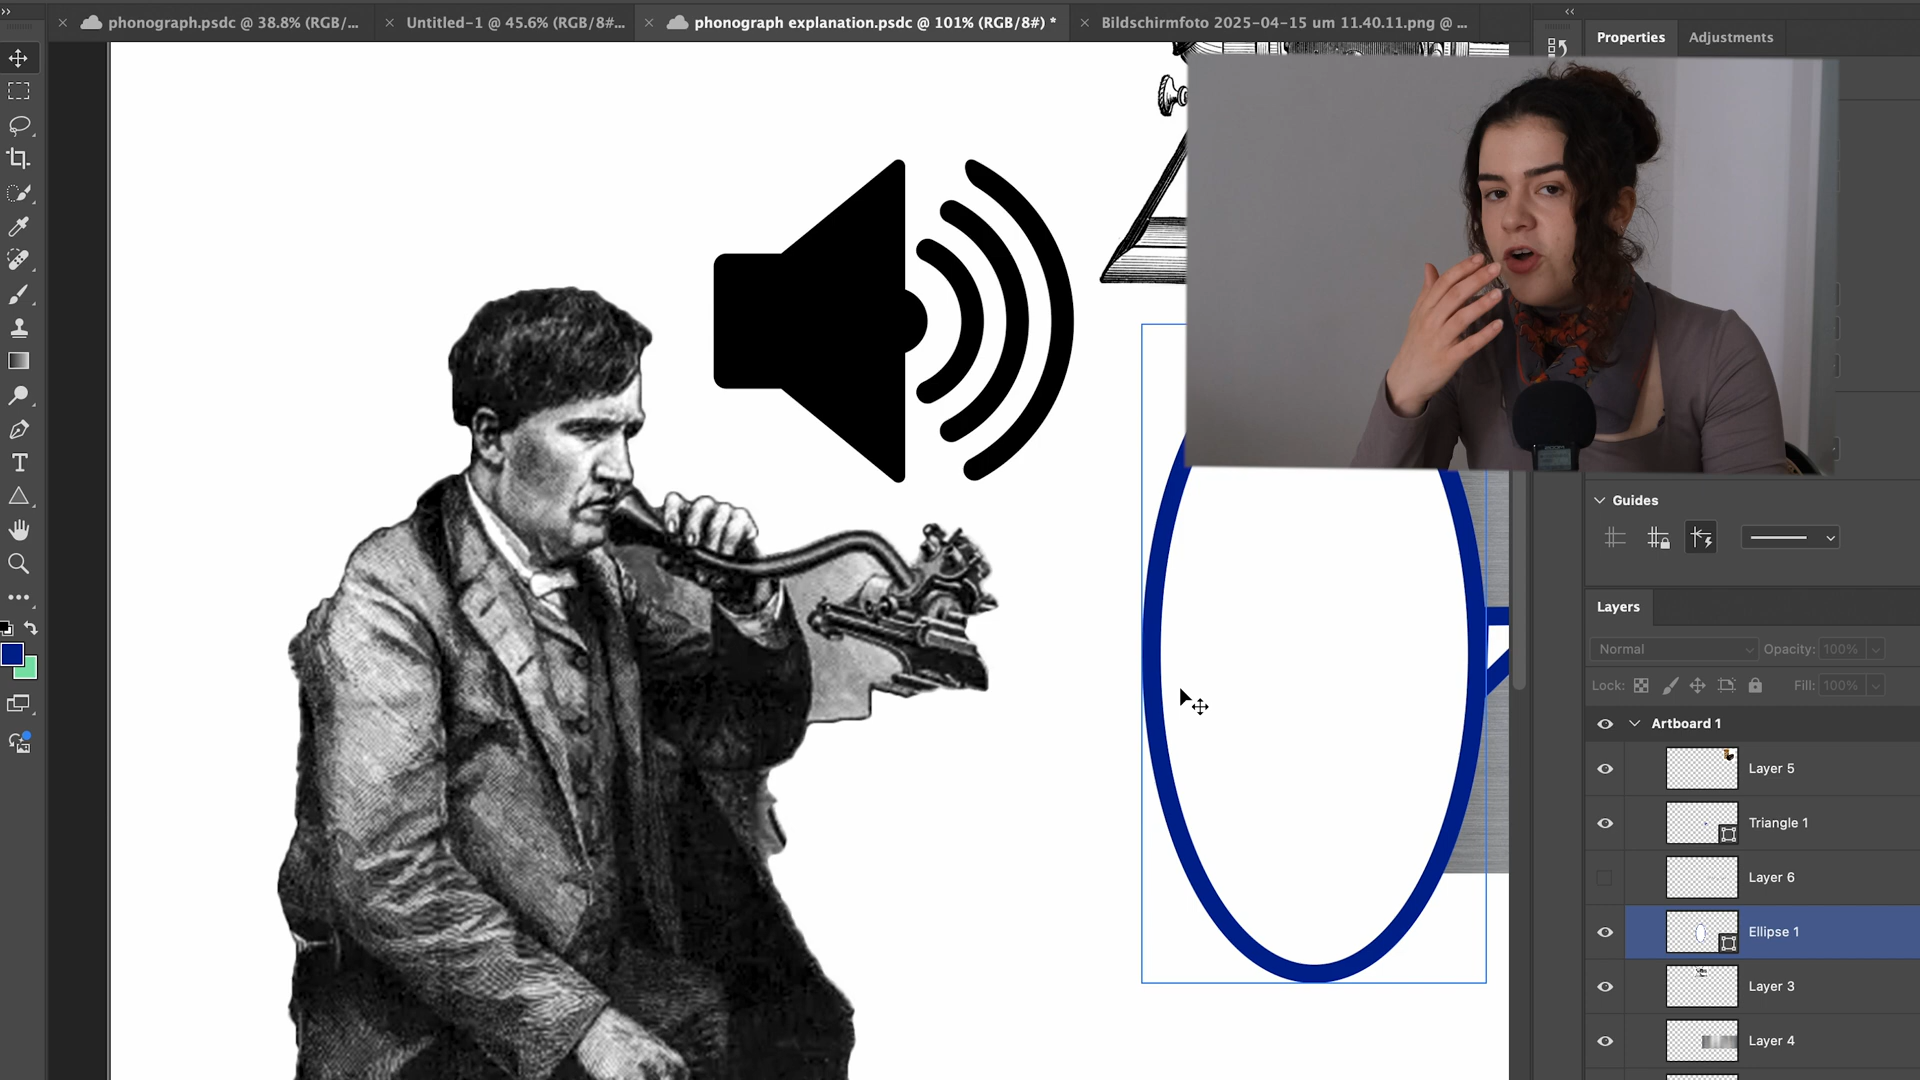 phonograph.psdc @ 38.8% (RGB/...
Untitled-1 @ 45.6% (RGB/8#...
phonograph explanation.psdc @ 101% (RGB/8#) *
Bildschirmfoto 2025-04-15 um 11.40.11.png @ ...
Properties
Adjustments
Guides
Layers
Normal
Opacity: 100%
Lock:
Fill: 100%
Artboard 1
Layer 5
Triangle 1
Layer 6
Ellipse 1
Layer 3
Layer 4